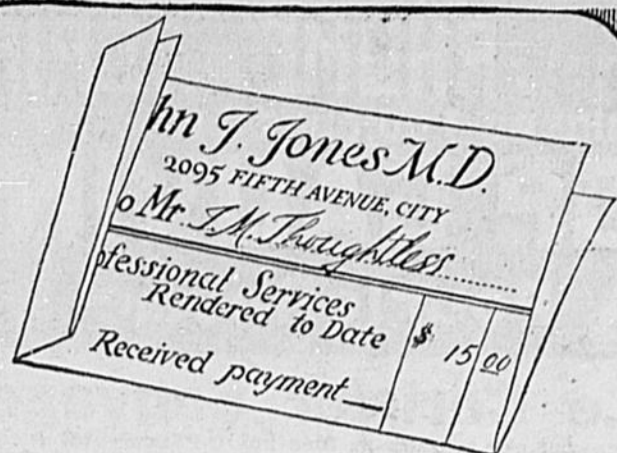 hn J. Jones M.D.
2095 FIFTH AVENUE, CITY
o Mr. I. M. Thoughtless
ofessional Services
Rendered to Date
$ 15 00
Received payment